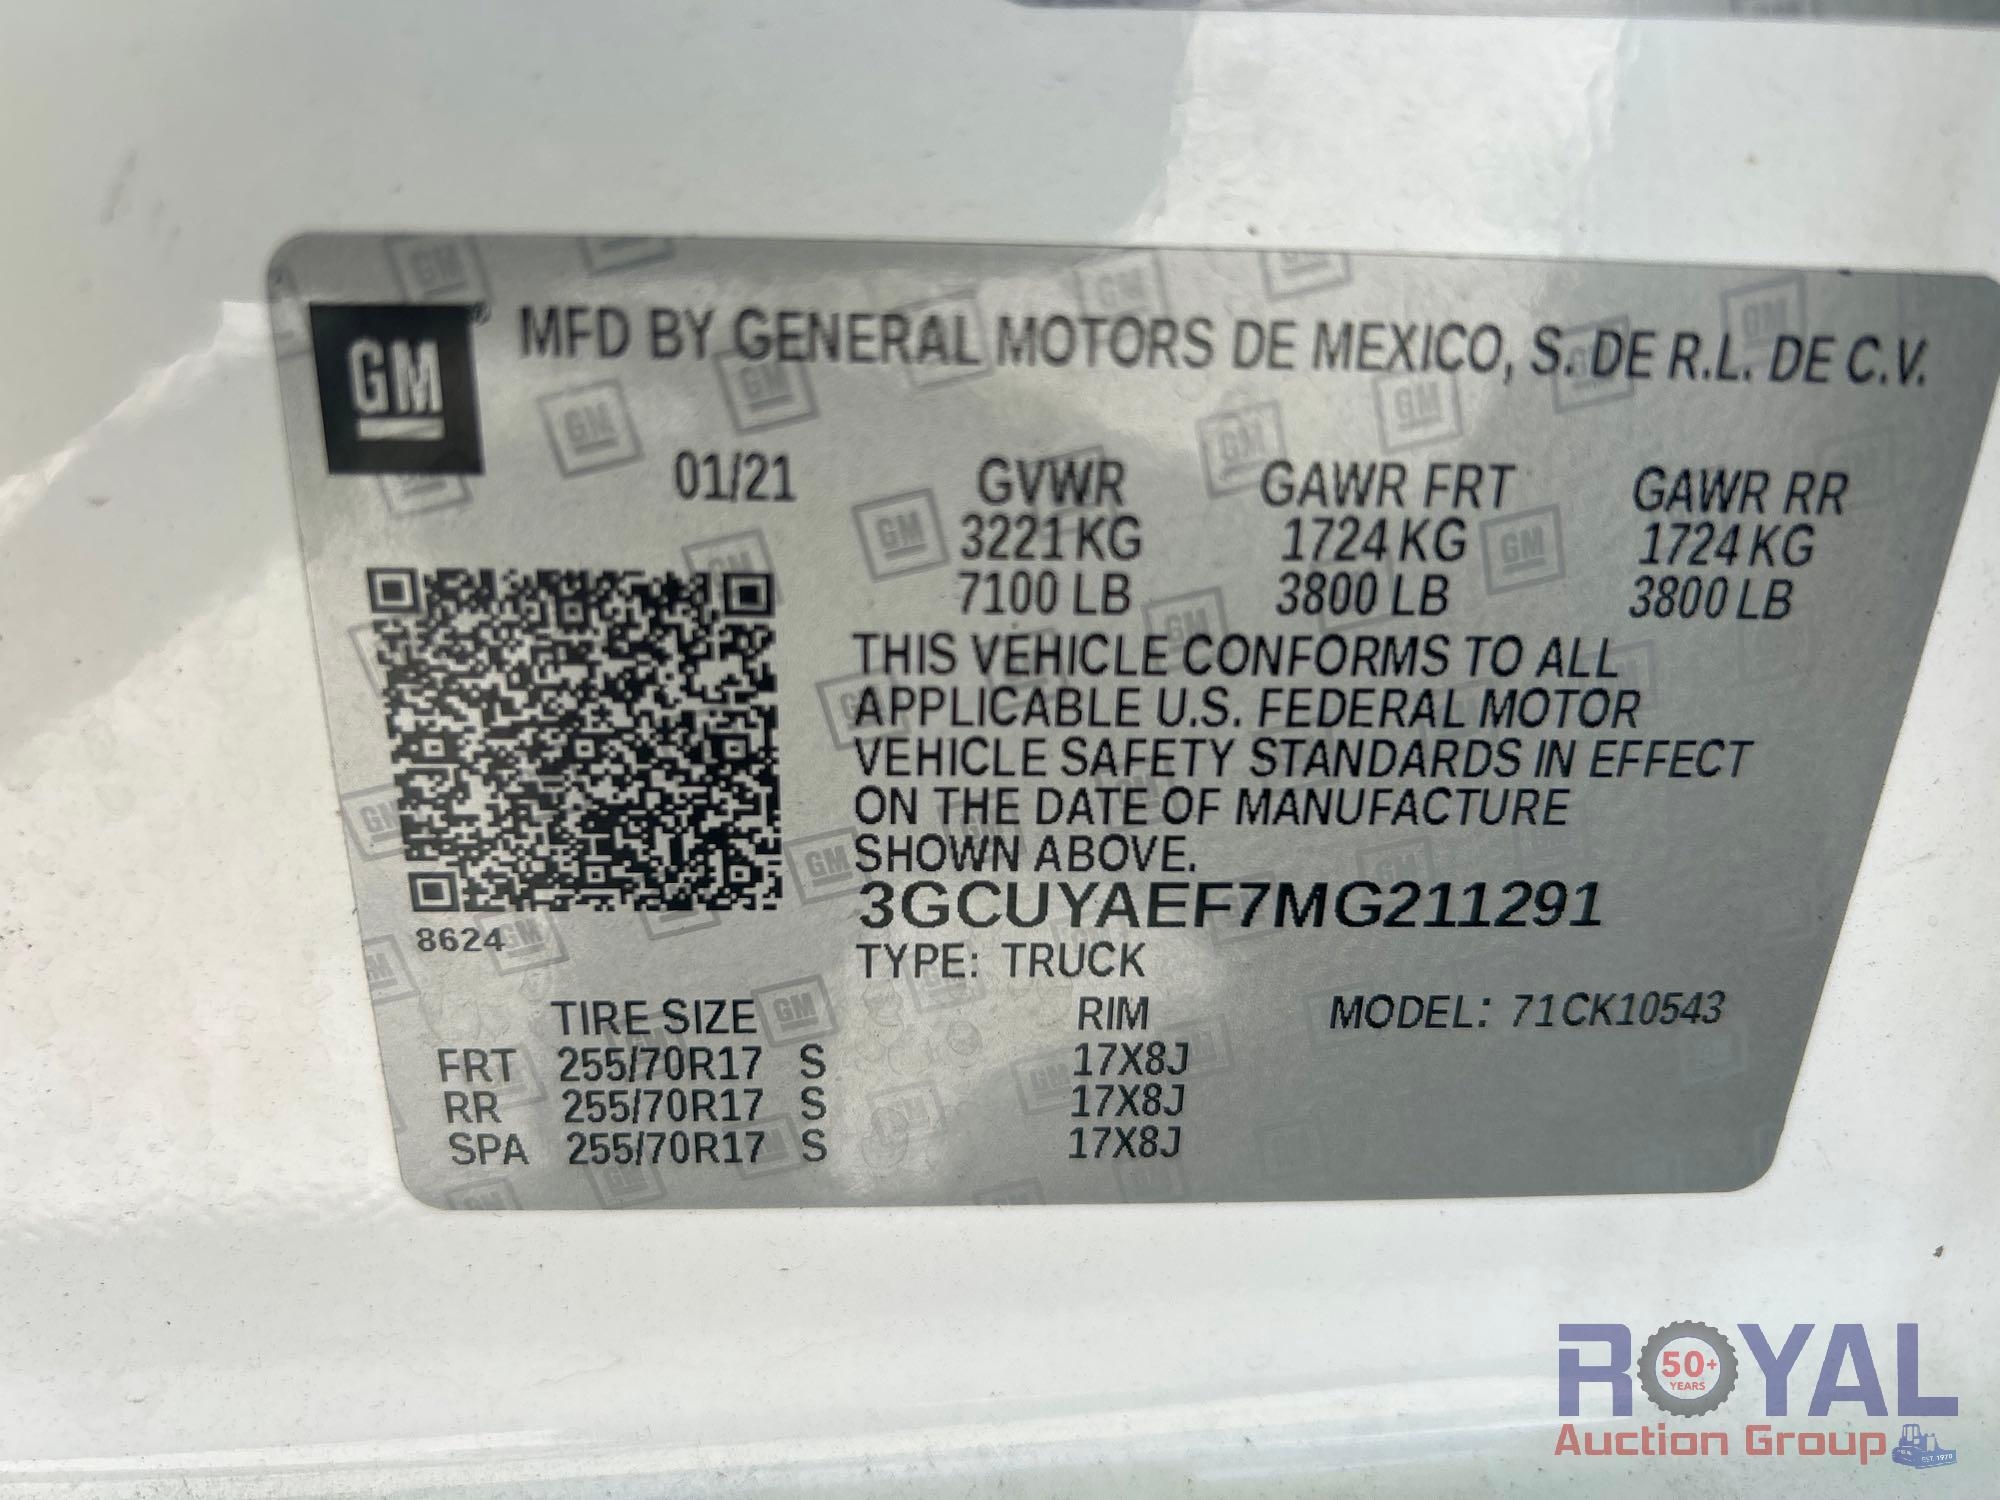 GM
MFD BY GENERAL MOTORS DE MEXICO, S. DE R.L. DE C.V.
01/21 GVWR GAWR FRT GAWR RR
3221 KG 1724 KG 1724 KG
7100 LB 3800 LB 3800 LB
THIS VEHICLE CONFORMS TO ALL
APPLICABLE U.S. FEDERAL MOTOR
VEHICLE SAFETY STANDARDS IN EFFECT
ON THE DATE OF MANUFACTURE
SHOWN ABOVE.
3GCUYAEF7MG211291
8624
TYPE: TRUCK
TIRE SIZE RIM MODEL: 71CK10543
FRT 255/70R17 S 17X8J
RR 255/70R17 S 17X8J
SPA 255/70R17 S 17X8J
ROYAL
50+
YEARS
Auction Group
EST. 1970